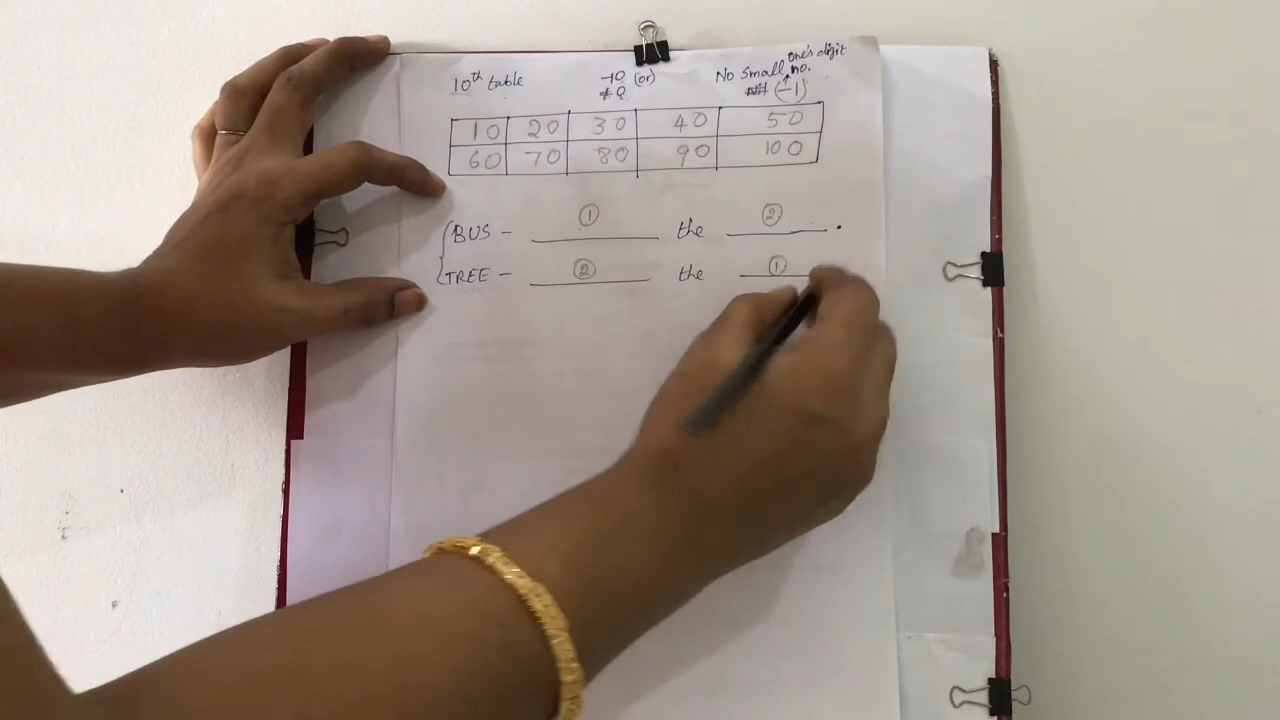 one's digit
10th table -10 (or) No small no.
≠0 (-1)
10 20 30 40 50
60 70 80 90 100
BUS - ① the ② .
TREE - ② the ①